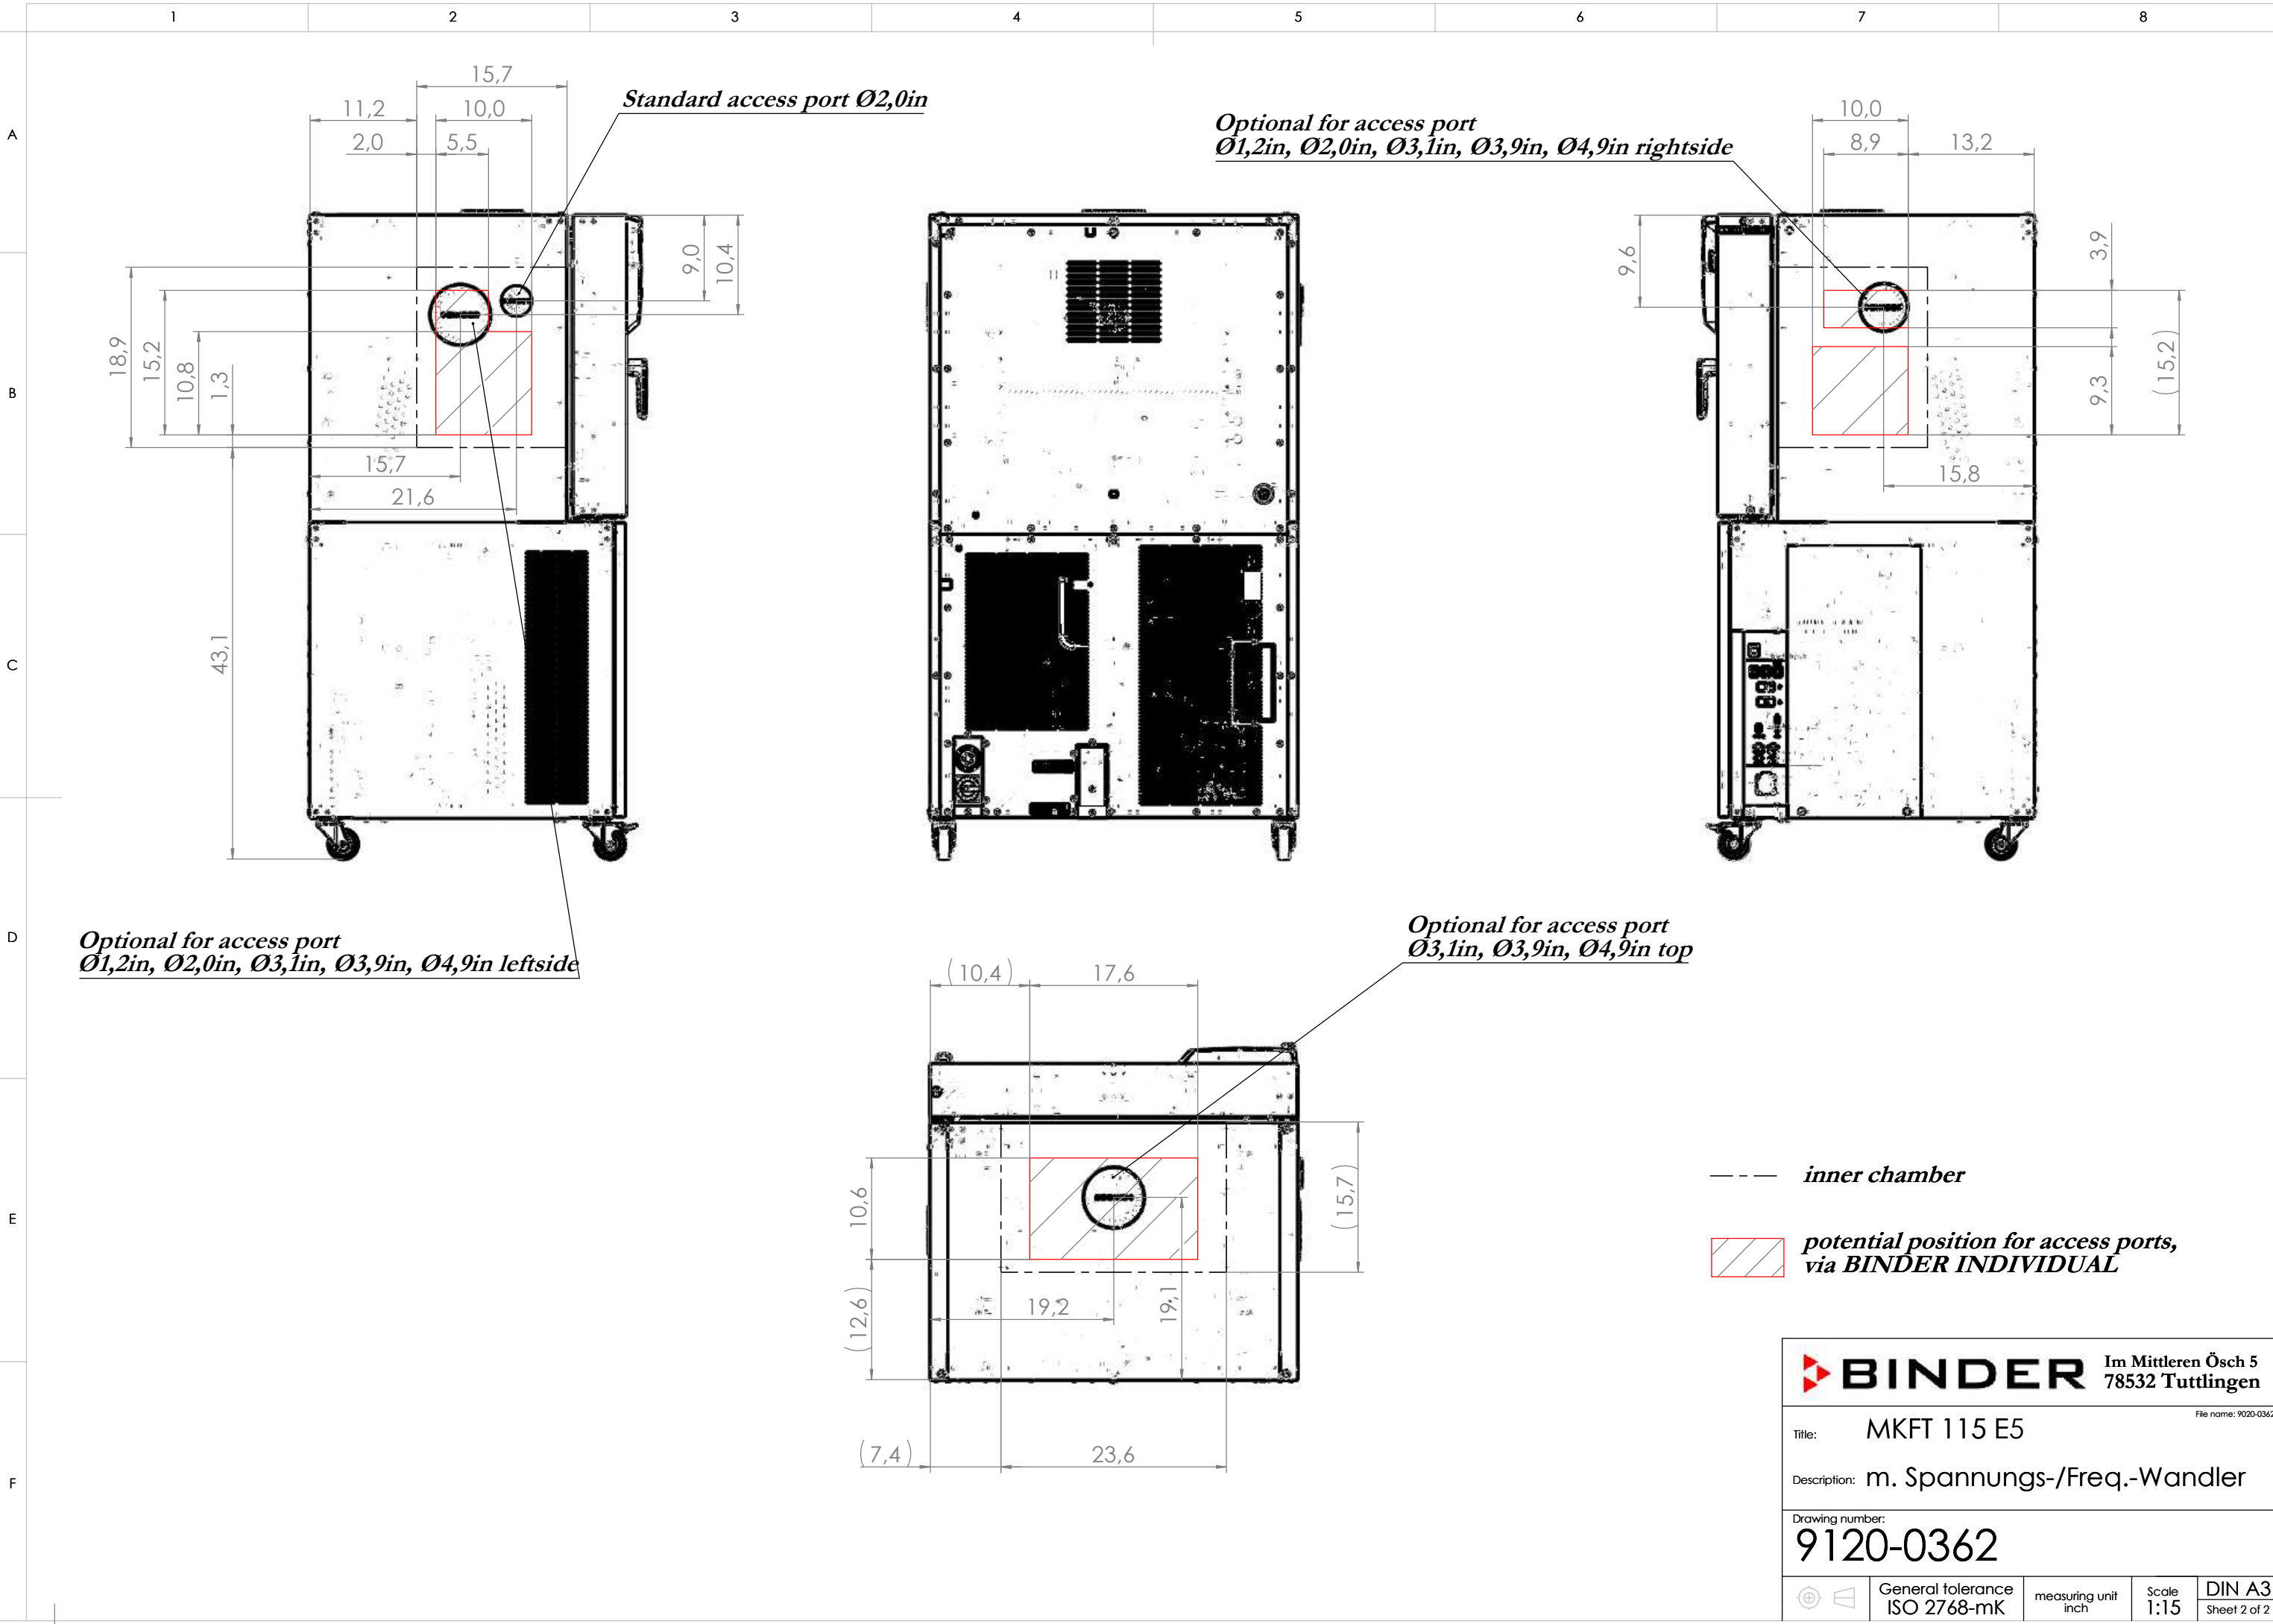 1 2 3 4 5 6 7 8
A
B
C
D
E
F
15,7
11,2 10,0
2,0 5,5
Standard access port Ø2,0in
9,0
10,4
18,9
15,2
10,8
1,3
15,7
21,6
43,1
Optional for access port
Ø1,2in, Ø2,0in, Ø3,1in, Ø3,9in, Ø4,9in leftside
Optional for access port
Ø1,2in, Ø2,0in, Ø3,1in, Ø3,9in, Ø4,9in rightside
10,0
8,9 13,2
9,6
3,9
(15,2)
9,3
15,8
Optional for access port
Ø3,1in, Ø3,9in, Ø4,9in top
(10,4) 17,6
10,6
(15,7)
(12,6)
19,2
19,1
(7,4) 23,6
inner chamber
potential position for access ports,
via BINDER INDIVIDUAL
BINDER
Im Mittleren Ösch 5
78532 Tuttlingen
File name: 9020-0362
Title: MKFT 115 E5
Description: m. Spannungs-/Freq.-Wandler
Drawing number:
9120-0362
General tolerance
ISO 2768-mK
measuring unit
inch
Scale
1:15
DIN A3
Sheet 2 of 2